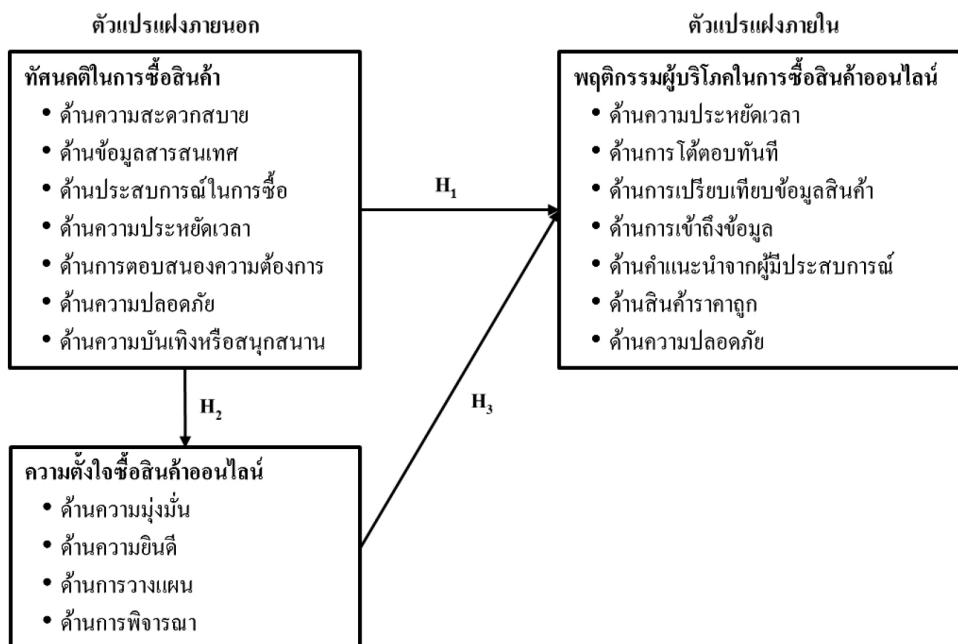 ตัวแปรแฝงภายนอก
ทัศนคติในการซื้อสินค้า
• ด้านความสะดวกสบาย
• ด้านข้อมูลสารสนเทศ
• ด้านประสบการณ์ในการซื้อ
• ด้านความประหยัดเวลา
• ด้านการตอบสนองความต้องการ
• ด้านความปลอดภัย
• ด้านความบันเทิงหรือสนุกสนาน
H1
H2
ตัวแปรแฝงภายใน
พฤติกรรมผู้บริโภคในการซื้อสินค้าออนไลน์
• ด้านความประหยัดเวลา
• ด้านการโต้ตอบทันที
• ด้านการเปรียบเทียบข้อมูลสินค้า
• ด้านการเข้าถึงข้อมูล
• ด้านคำแนะนำจากผู้มีประสบการณ์
• ด้านสินค้าราคาถูก
• ด้านความปลอดภัย
H3
ความตั้งใจซื้อสินค้าออนไลน์
• ด้านความมุ่งมั่น
• ด้านความยินดี
• ด้านการวางแผน
• ด้านการพิจารณา